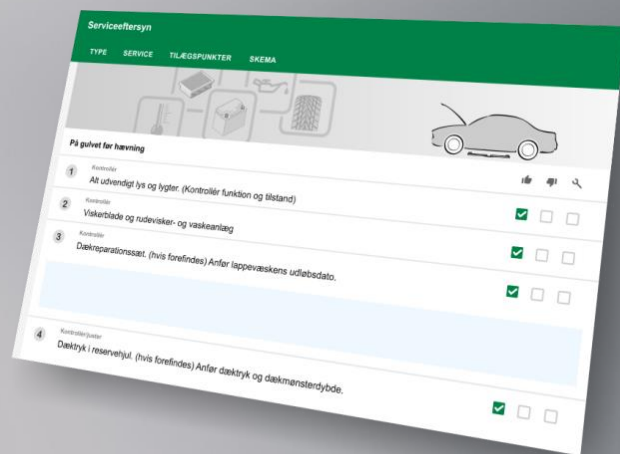 Serviceeftersyn
TYPE SERVICE TILÆGSPUNKTER SKEMA
På gulvet før hævning
1 Kontrollér
Alt udvendigt lys og lygter. (Kontrollér funktion og tilstand)
2 Kontrollér
Viskerblade og rudevisker- og vaskeanlæg
3 Kontrollér
Dækreparationssæt. (hvis forefindes) Anfør lappevæskens udløbsdato.
4 Kontrollér/juster
Dæktryk i reservehjul. (hvis forefindes) Anfør dæktryk og dækmønsterdybde.